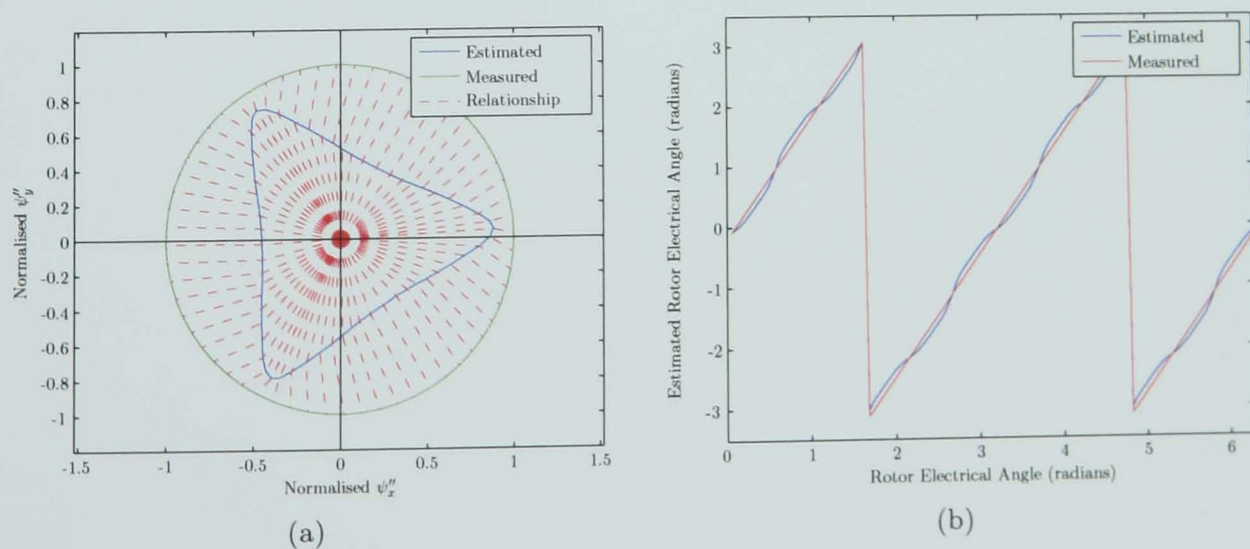 Estimated
Measured
Relationship
1
0.8
0.6
0.4
0.2
0
-0.2
-0.4
-0.6
-0.8
-1
Normalised ψ″y
-1.5
-1
-0.5
0
0.5
1
1.5
Normalised ψ″x
(a)
Estimated
Measured
3
2
1
0
-1
-2
-3
Estimated Rotor Electrical Angle (radians)
0
1
2
3
4
5
6
Rotor Electrical Angle (radians)
(b)